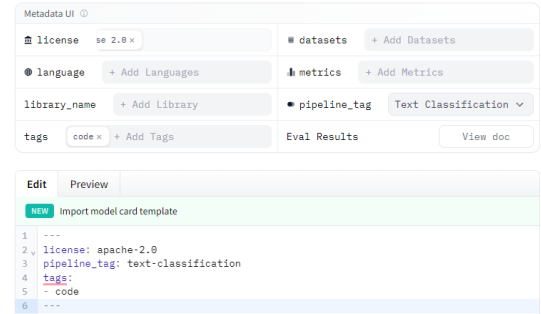 Metadata UI
license se 2.0 ×
datasets + Add Datasets
language + Add Languages
metrics + Add Metrics
library_name + Add Library
pipeline_tag Text Classification
tags code × + Add Tags
Eval Results View doc
Edit Preview
NEW Import model card template
1 ---
2 license: apache-2.0
3 pipeline_tag: text-classification
4 tags:
5 - code
6 ---